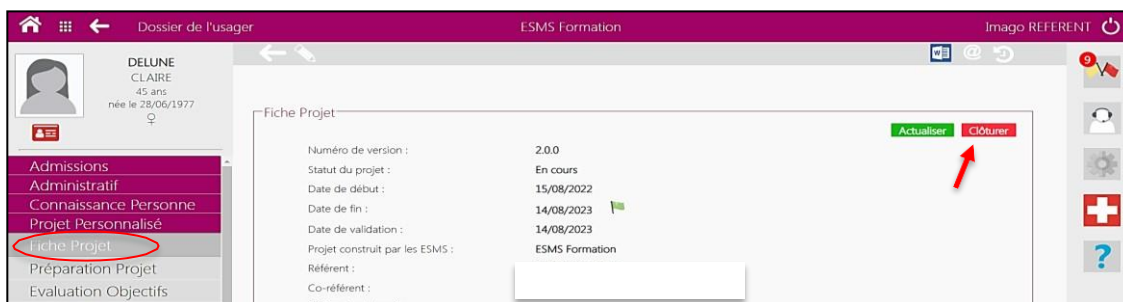 Dossier de l'usager
ESMS Formation
Imago REFERENT
DELUNE
CLAIRE
45 ans
née le 28/06/1977
Admissions
Administratif
Connaissance Personne
Projet Personnalisé
Fiche Projet
Préparation Projet
Evaluation Objectifs
W
@
Fiche Projet
Actualiser
Clôturer
Numéro de version :
2.0.0
Statut du projet :
En cours
Date de début :
15/08/2022
Date de fin :
14/08/2023
Date de validation :
14/08/2023
Projet construit par les ESMS :
ESMS Formation
Référent :
Co-référent :
9
?